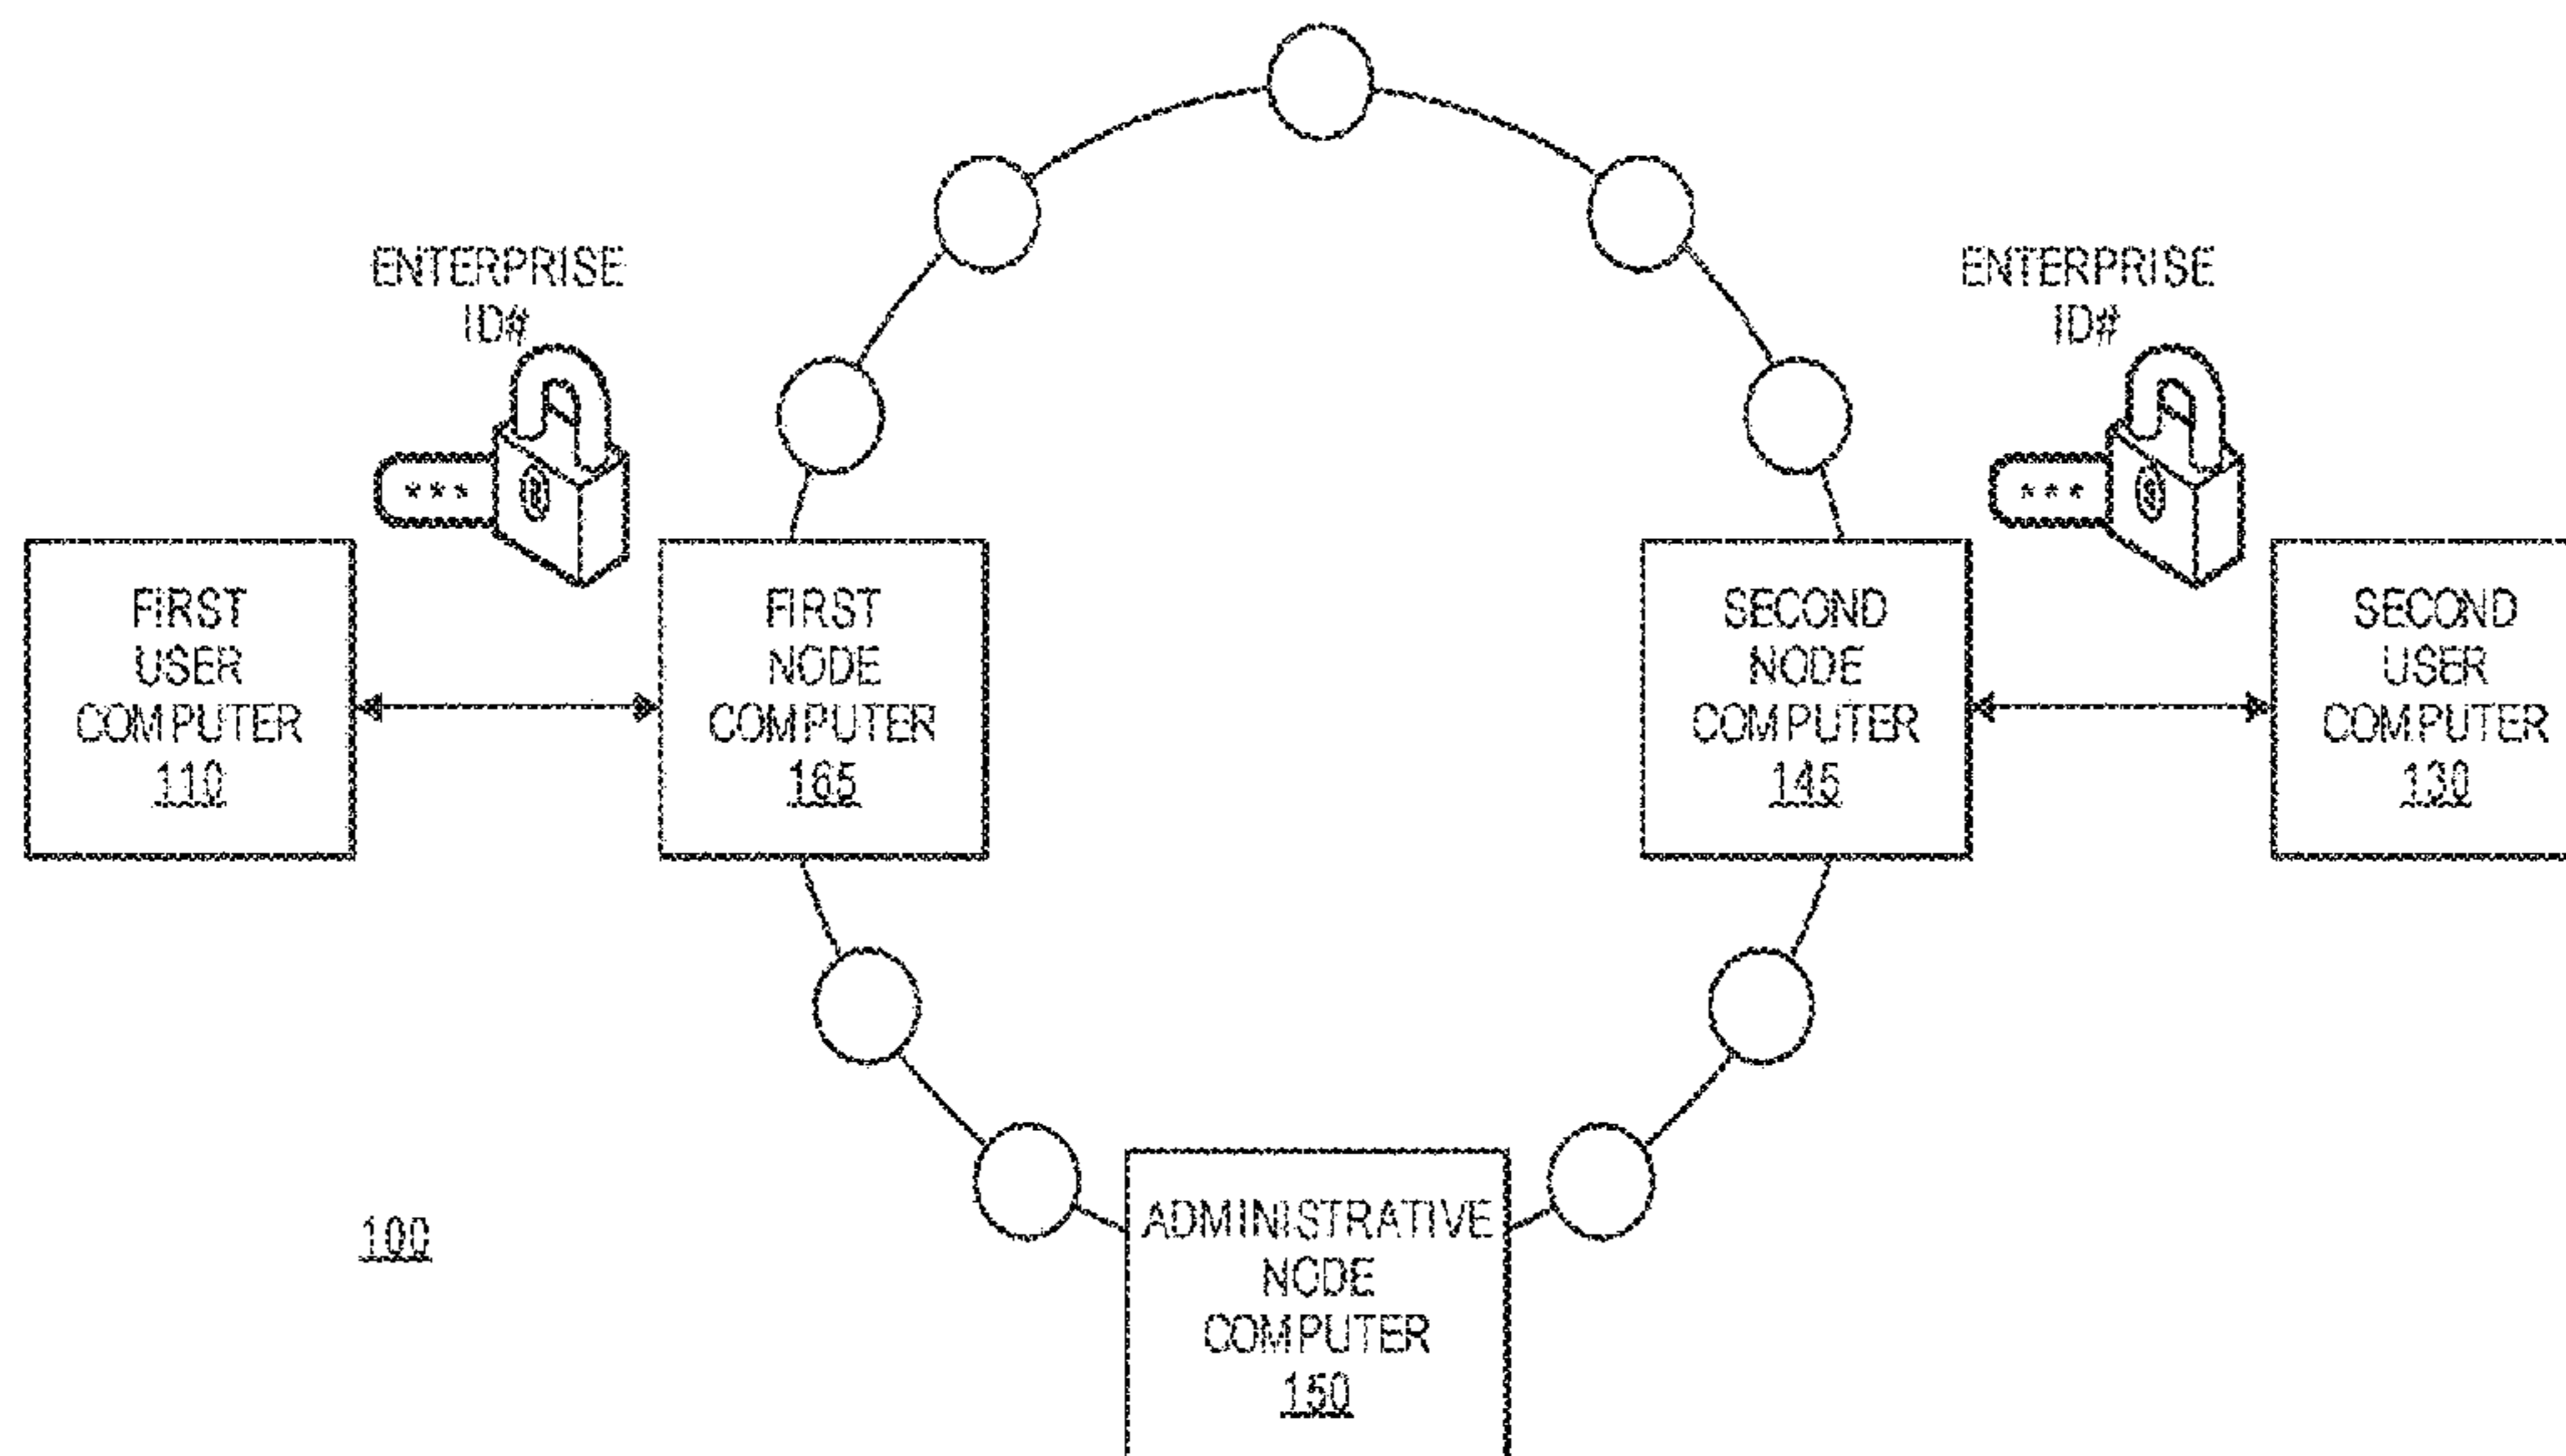 ENTERPRISE
ID#
***
ENTERPRISE
ID#
***
FIRST
USER
COMPUTER
110
FIRST
NODE
COMPUTER
165
SECOND
NODE
COMPUTER
145
SECOND
USER
COMPUTER
130
100
ADMINISTRATIVE
NODE
COMPUTER
150